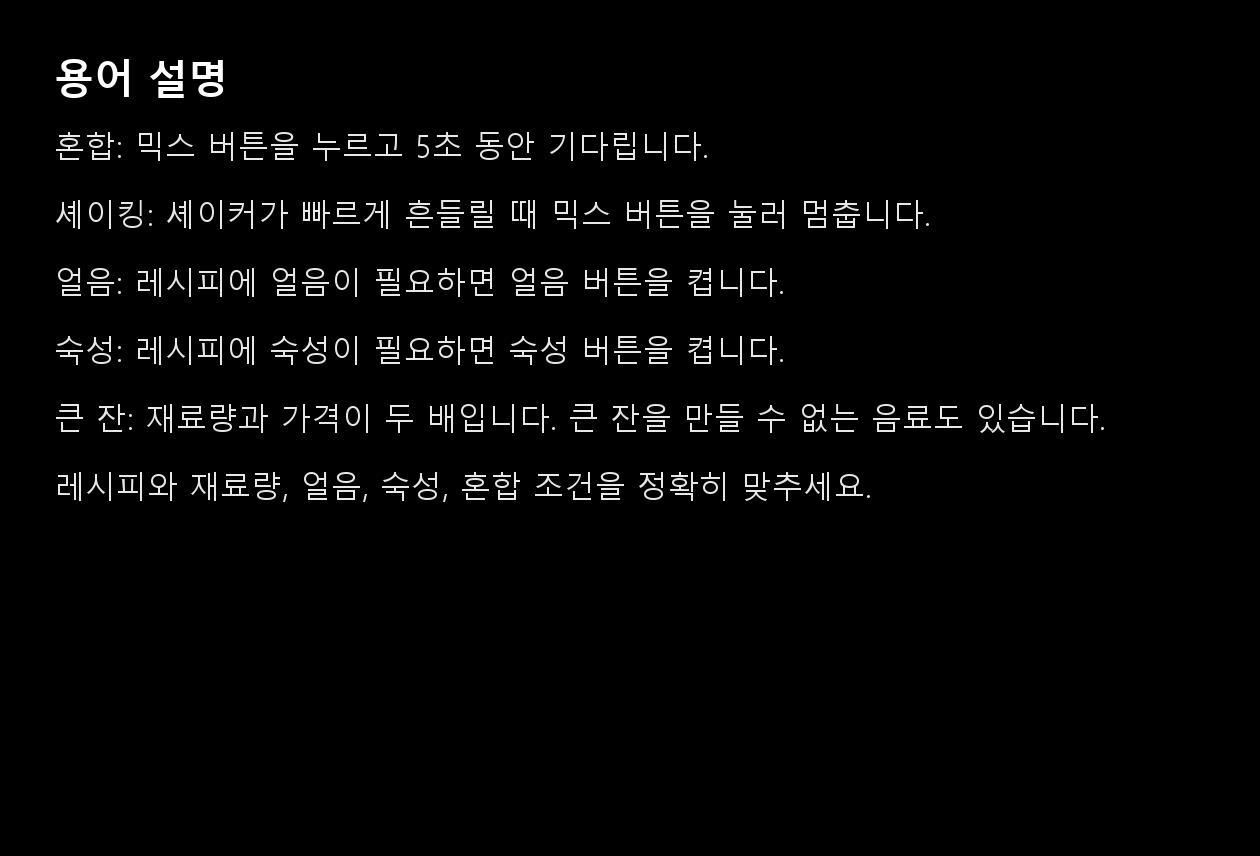 용어 설명
혼합: 믹스 버튼을 누르고 5초 동안 기다립니다.
셰이킹: 셰이커가 빠르게 흔들릴 때 믹스 버튼을 눌러 멈춥니다.
얼음: 레시피에 얼음이 필요하면 얼음 버튼을 켭니다.
숙성: 레시피에 숙성이 필요하면 숙성 버튼을 켭니다.
큰 잔: 재료량과 가격이 두 배입니다. 큰 잔을 만들 수 없는 음료도 있습니다.
레시피와 재료량, 얼음, 숙성, 혼합 조건을 정확히 맞추세요.